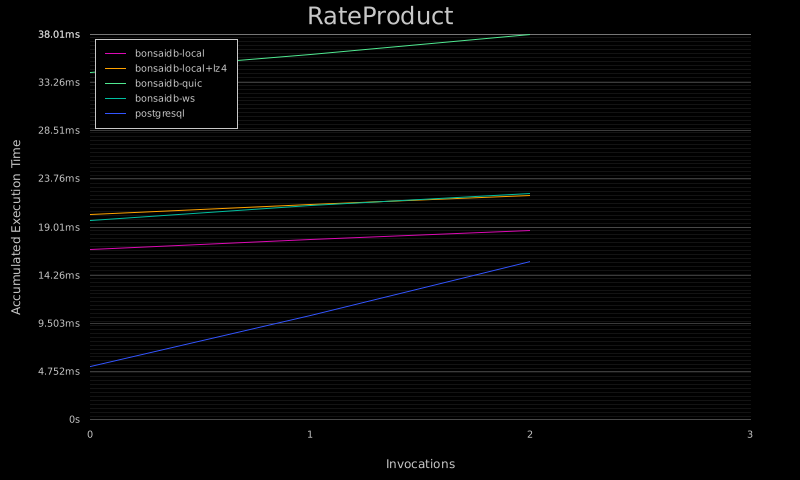 RateProduct
38.01ms
33.26ms
28.51ms
23.76ms
19.01ms
14.26ms
9.503ms
4.752ms
0s
bonsaidb-local
bonsaidb-local+lz4
bonsaidb-quic
bonsaidb-ws
postgresql
Accumulated Execution Time
0
1
2
3
Invocations